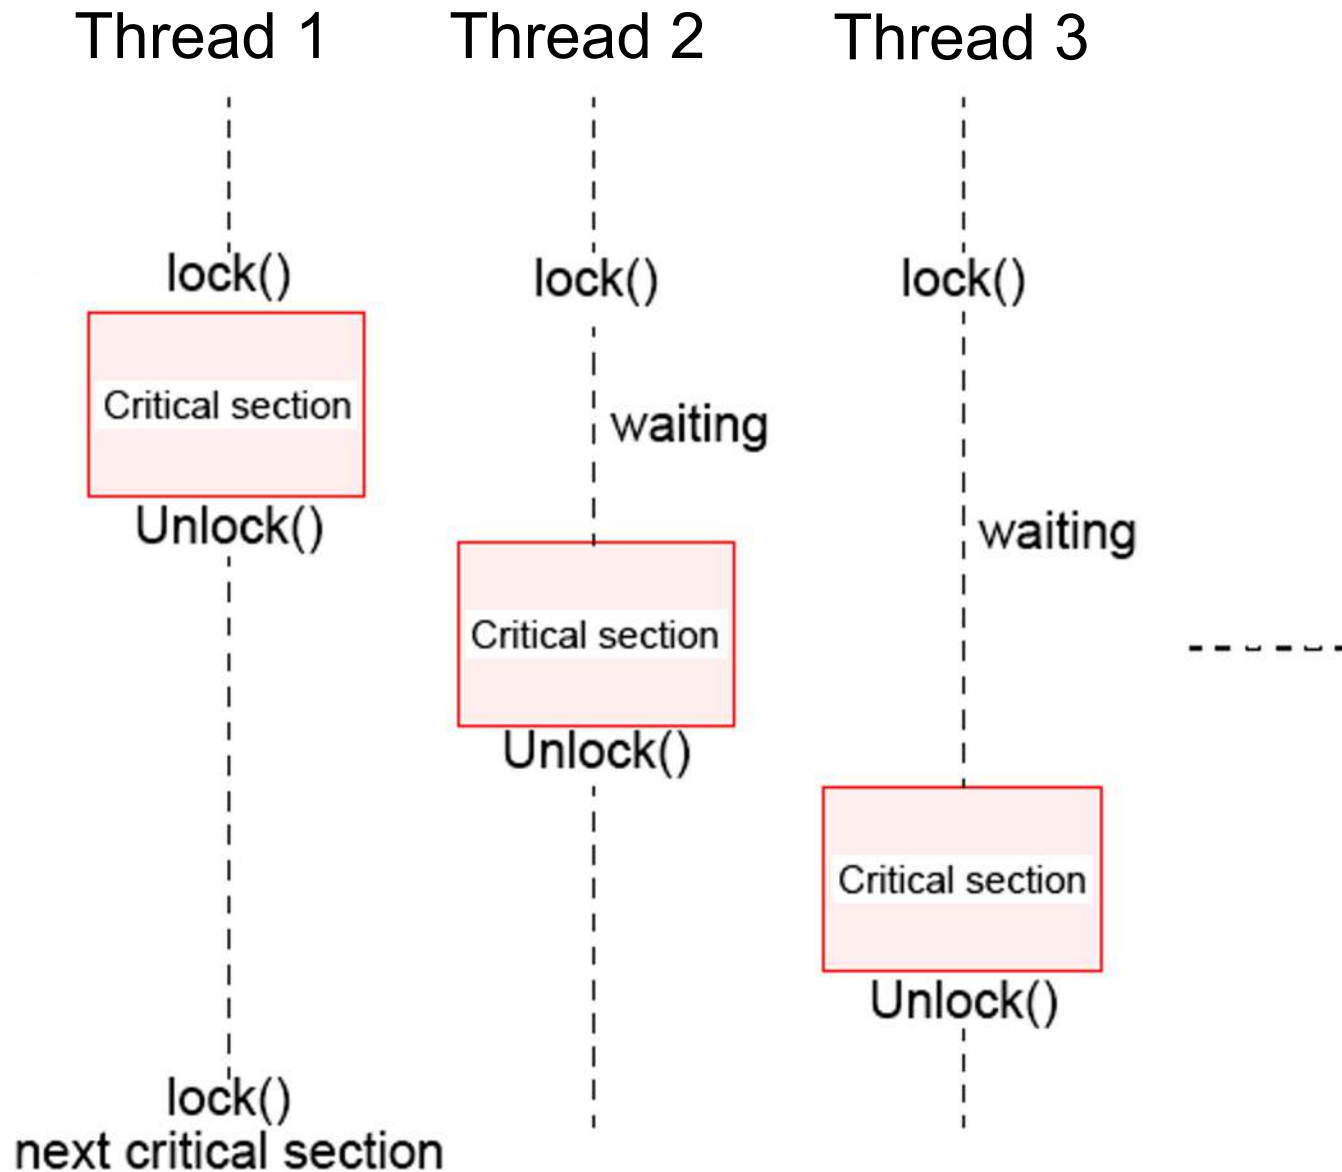 Thread 1
Thread 2
Thread 3
lock()
lock()
lock()
Critical section
waiting
Unlock()
waiting
Critical section
Unlock()
Critical section
Unlock()
lock()
next critical section